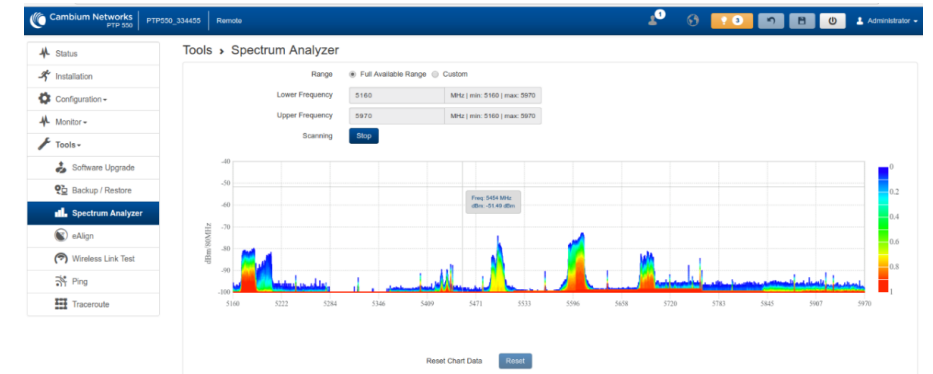 Cambium Networks
PTP 550
PTP550_334455
Remote
1
3
Administrator
Status
Installation
Configuration
Monitor
Tools
Software Upgrade
Backup / Restore
Spectrum Analyzer
eAlign
Wireless Link Test
Ping
Traceroute
Tools > Spectrum Analyzer
Range Full Available Range Custom
Lower Frequency 5160 MHz | min: 5160 | max: 5970
Upper Frequency 5970 MHz | min: 5160 | max: 5970
Scanning Stop
-40
-50
-60
-70
-80
-90
-100
dBm/90MHz
Freq: 5454 MHz
dBm: -51.49 dBm
5160 5222 5284 5346 5409 5471 5533 5596 5658 5720 5783 5845 5907 5970
0
0.2
0.4
0.6
0.8
1
Reset Chart Data Reset